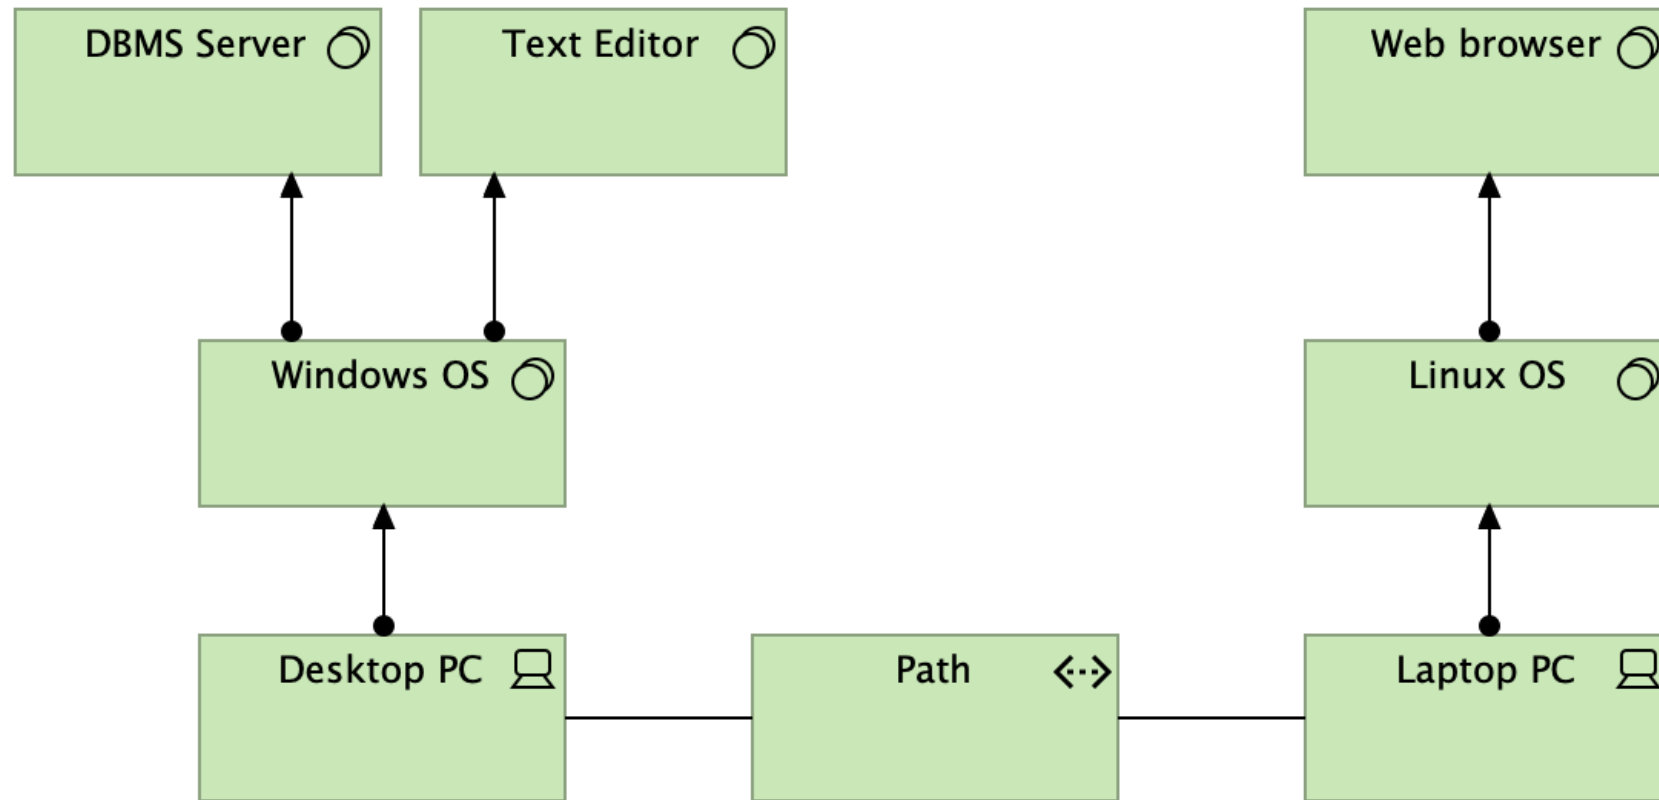 DBMS Server
Text Editor
Web browser
Windows OS
Linux OS
Desktop PC
Path
Laptop PC